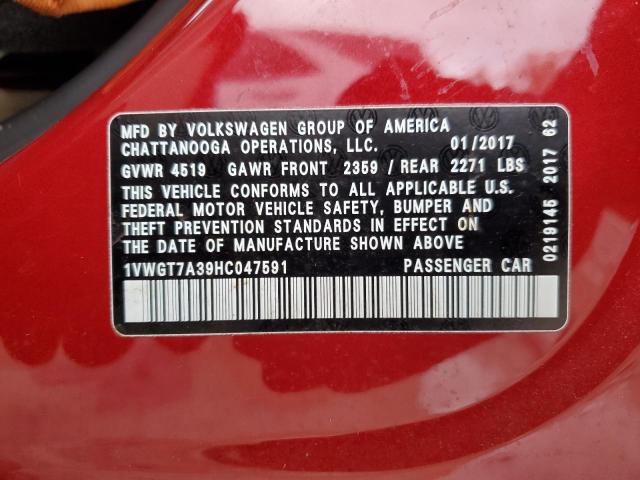 MFD BY VOLKSWAGEN GROUP OF AMERICA
CHATTANOOGA OPERATIONS, LLC. 01/2017
GVWR 4519 GAWR FRONT 2359 / REAR 2271 LBS
THIS VEHICLE CONFORMS TO ALL APPLICABLE U.S.
FEDERAL MOTOR VEHICLE SAFETY, BUMPER AND
THEFT PREVENTION STANDARDS IN EFFECT ON
THE DATE OF MANUFACTURE SHOWN ABOVE
1VWGT7A39HC047591 PASSENGER CAR
0219145 2017 62